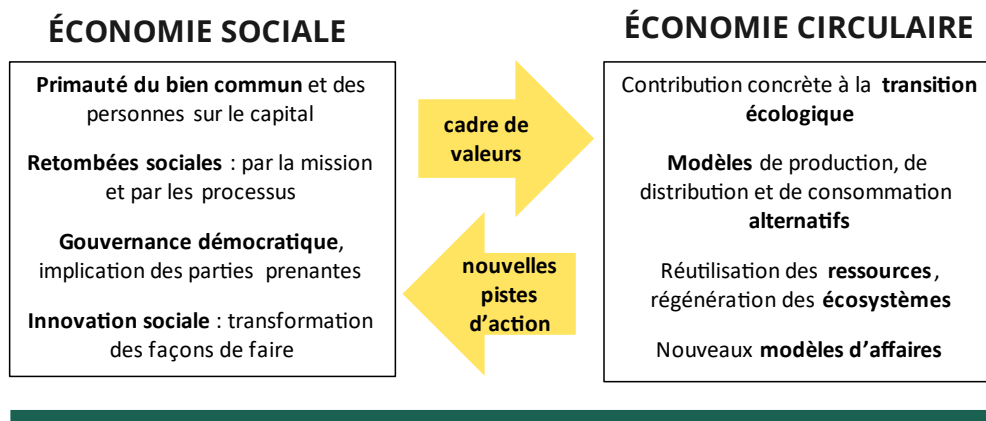 ÉCONOMIE SOCIALE
Primauté du bien commun et des
personnes sur le capital
Retombées sociales : par la mission
et par les processus
Gouvernance démocratique,
implication des parties prenantes
Innovation sociale : transformation
des façons de faire
cadre de
valeurs
nouvelles
pistes
d'action
ÉCONOMIE CIRCULAIRE
Contribution concrète à la transition
écologique
Modèles de production, de
distribution et de consommation
alternatifs
Réutilisation des ressources,
régénération des écosystèmes
Nouveaux modèles d'affaires